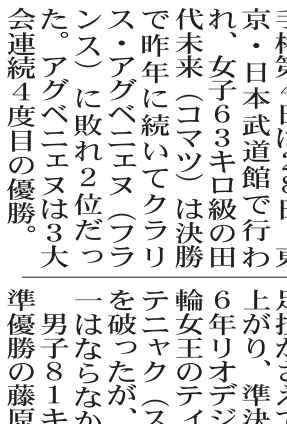 手権第4日は28日、東
京・日本武道館で行わ
れ、女子63キロ級の田
代未来（コマツ）は決勝
で昨年に続いてクラリ
ス・アグベニエヌ（フラ
ンス）に敗れ2位だっ
た。アグベニエヌは3大
会連続4度目の優勝。
足技がさえて
上がり、準決
6年リオデジ
輪女王のティ
テニャク（ス
を破ったが、
一はならなか
男子81キ
準優勝の藤原